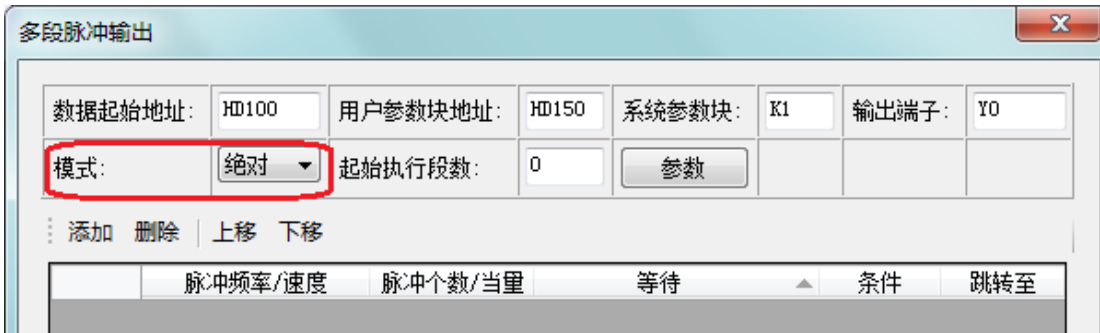 多段脉冲输出
数据起始地址: HD100 用户参数块地址: HD150 系统参数块: K1 输出端子: Y0
模式: 绝对 起始执行段数: 0 参数
添加 删除 上移 下移
脉冲频率/速度 脉冲个数/当量 等待 条件 跳转至